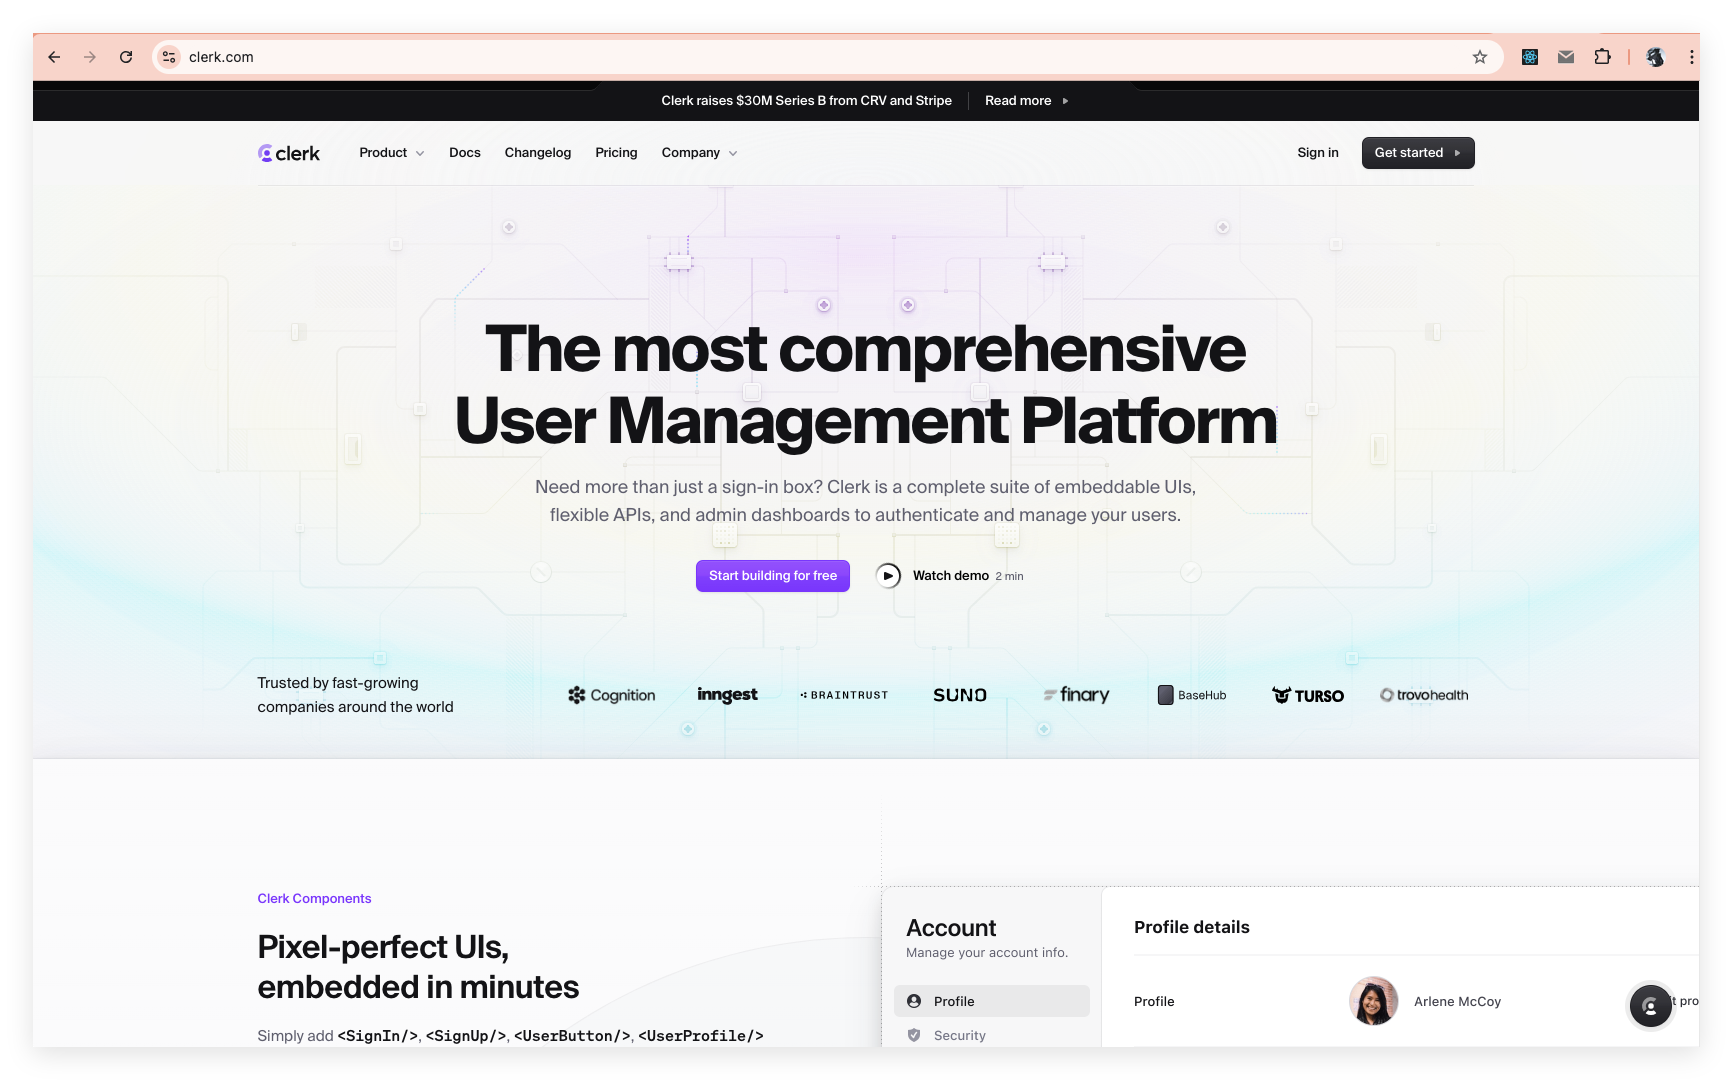 clerk.com
Clerk raises $30M Series B from CRV and Stripe
Read more
clerk
Product
Docs
Changelog
Pricing
Company
Sign in
Get started
The most comprehensive
User Management Platform
Need more than just a sign-in box? Clerk is a complete suite of embeddable UIs,
flexible APIs, and admin dashboards to authenticate and manage your users.
Start building for free
Watch demo 2 min
Trusted by fast-growing
companies around the world
Cognition
inngest
BRAINTRUST
SUNO
finary
BaseHub
TURSO
trovohealth
Clerk Components
Pixel-perfect UIs,
embedded in minutes
Simply add <SignIn/>, <SignUp/>, <UserButton/>, <UserProfile/>
Account
Manage your account info.
Profile
Security
Profile details
Profile
Arlene McCoy